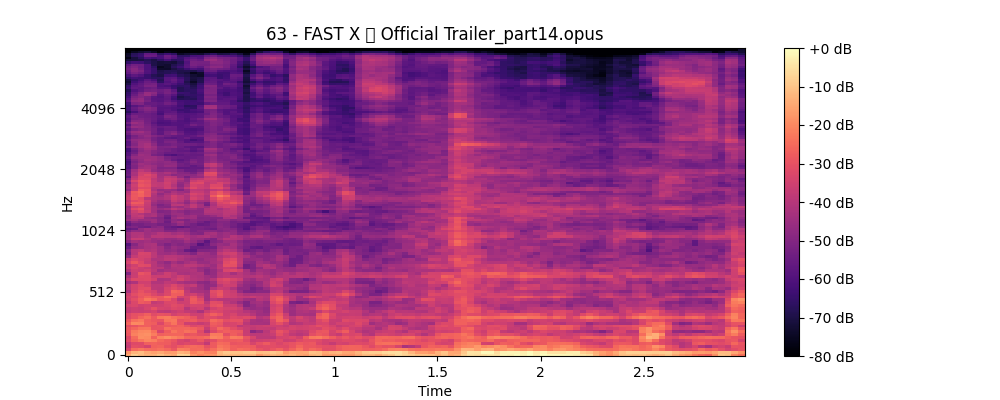 63 - FAST X  Official Trailer_part14.opus
Hz
4096
2048
1024
512
0
0
0.5
1
1.5
2
2.5
Time
+0 dB
-10 dB
-20 dB
-30 dB
-40 dB
-50 dB
-60 dB
-70 dB
-80 dB